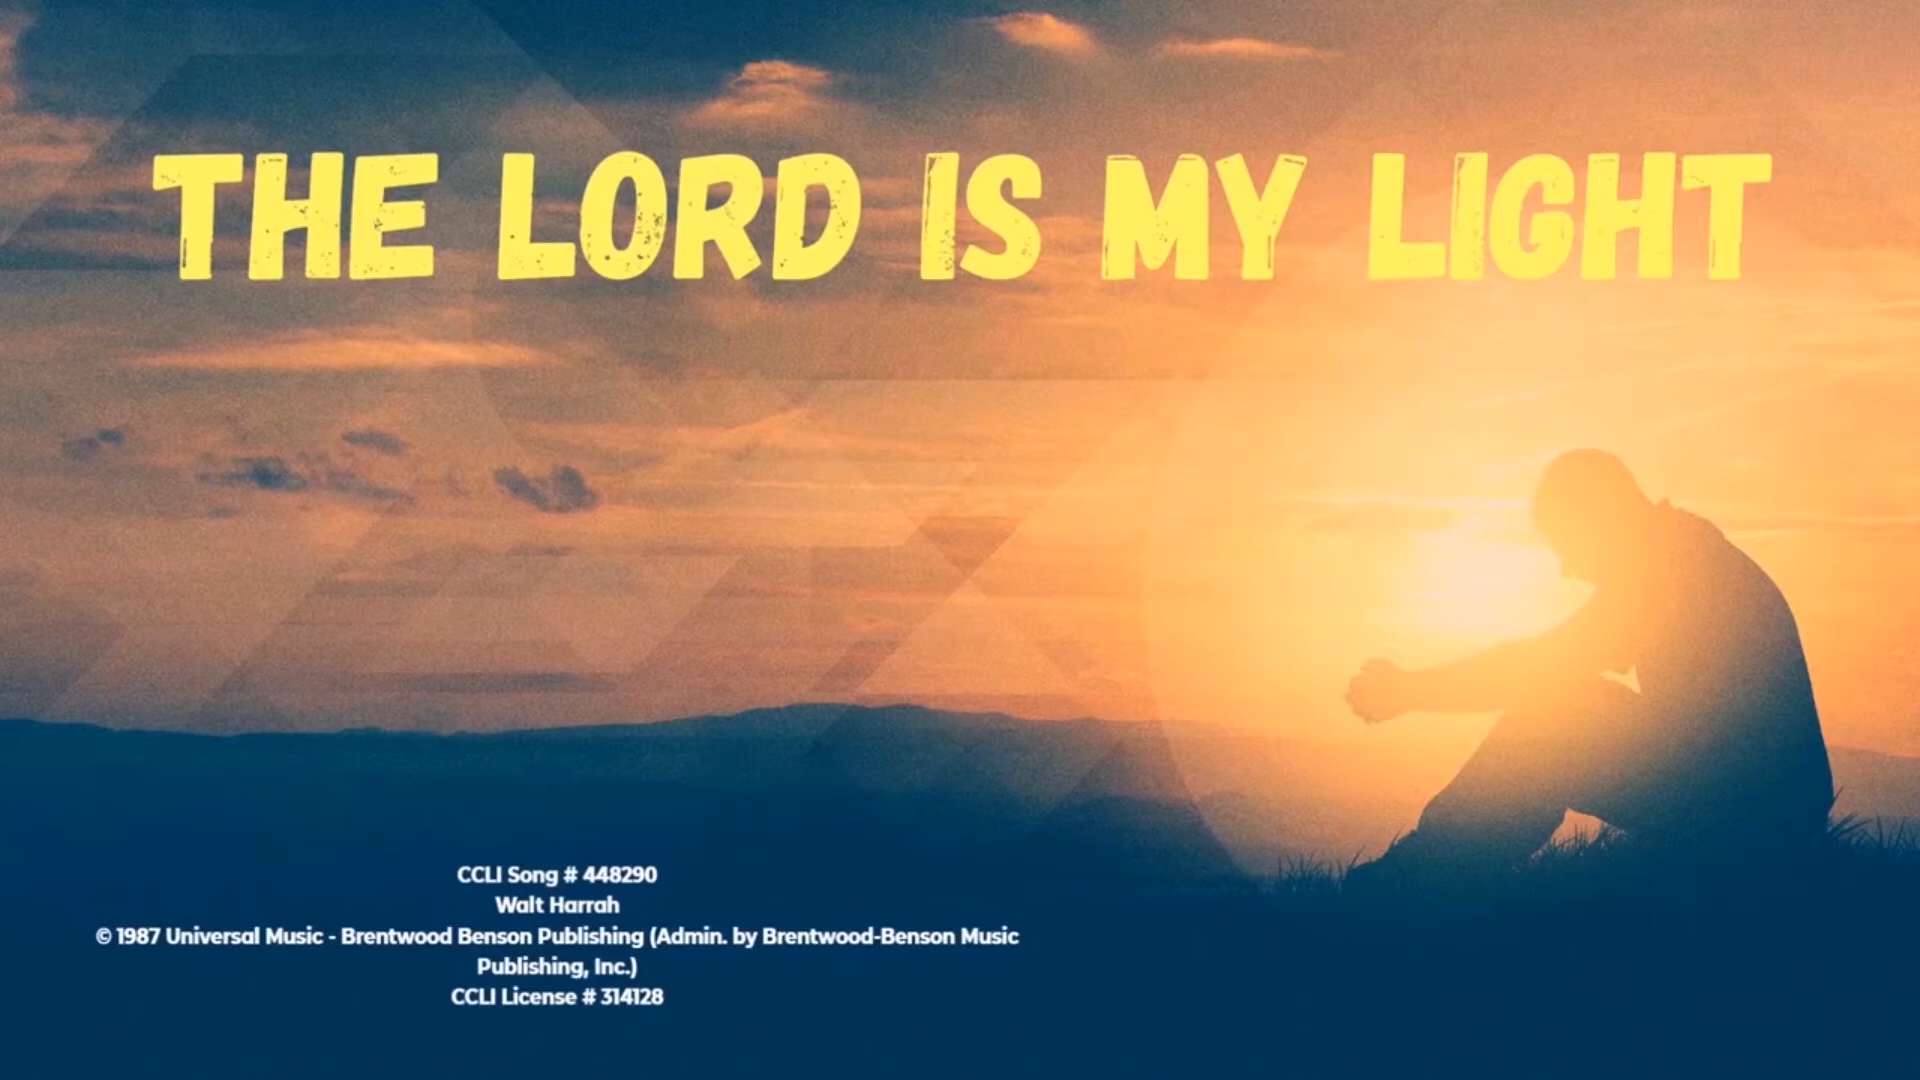 THE LORD IS MY LIGHT
CCLI Song # 448290
Walt Harrah
© 1987 Universal Music - Brentwood Benson Publishing (Admin. by Brentwood-Benson Music
Publishing, Inc.)
CCLI License # 314128